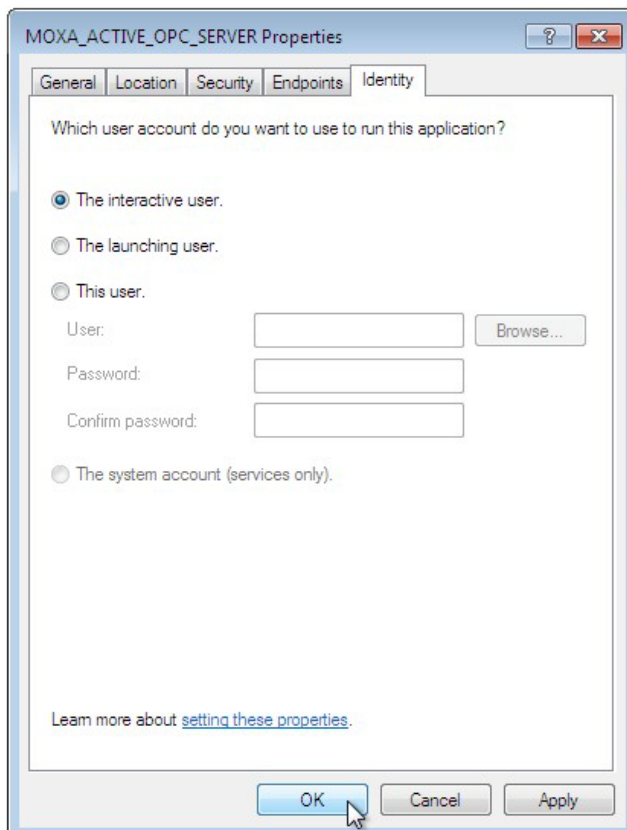 MOXA_ACTIVE_OPC_SERVER Properties
?
General Location Security Endpoints Identity
Which user account do you want to use to run this application?
The interactive user.
The launching user.
This user.
User:
Browse...
Password:
Confirm password:
The system account (services only).
Learn more about setting these properties.
OK Cancel Apply